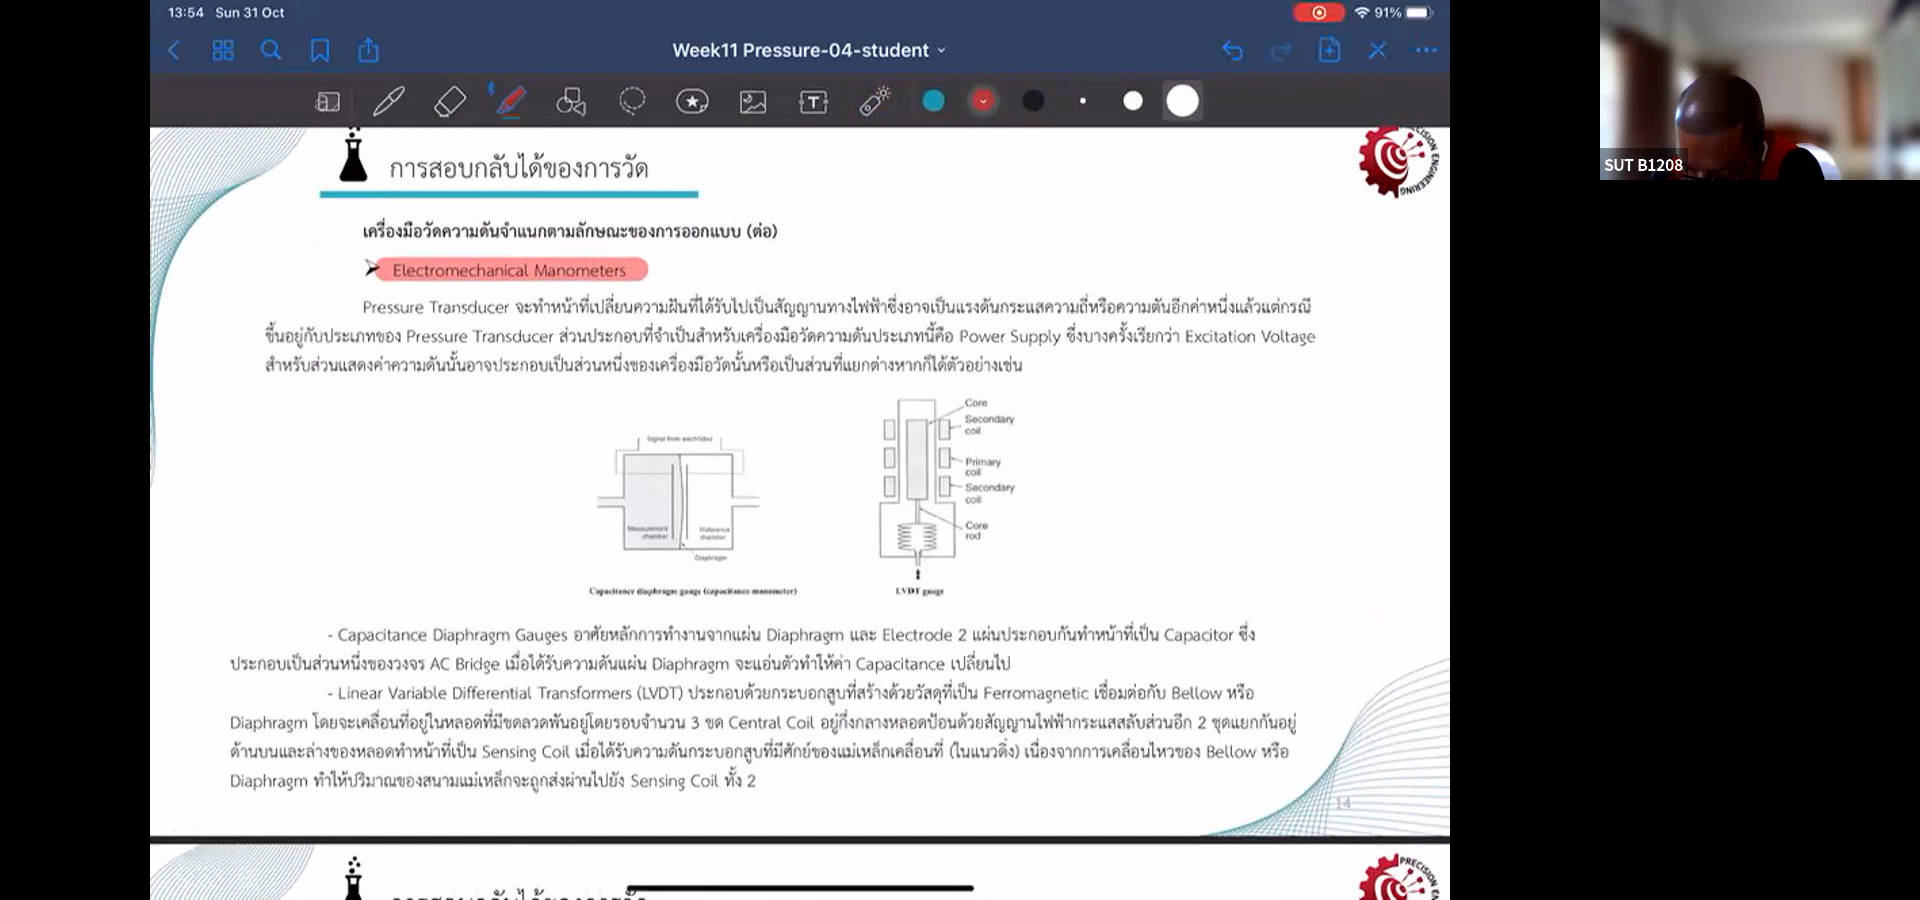 13:54 Sun 31 Oct
91%
Week11 Pressure-04-student
SUT B1208
PRECISION ENGINEERING
การสอบกลับได้ของการวัด
เครื่องมือวัดความดันจำแนกตามลักษณะของการออกแบบ (ต่อ)
Electromechanical Manometers
Pressure Transducer จะทำหน้าที่เปลี่ยนความฝันที่ได้รับไปเป็นสัญญานทางไฟฟ้าซึ่งอาจเป็นแรงดันกระแสความถี่หรือความตันอีกค่าหนึ่งแล้วแต่กรณี
ขึ้นอยู่กับประเภทของ Pressure Transducer ส่วนประกอบที่จำเป็นสำหรับเครื่องมือวัดความดันประเภทนี้คือ Power Supply ซึ่งบางครั้งเรียกว่า Excitation Voltage
สำหรับส่วนแสดงค่าความดันนั้นอาจประกอบเป็นส่วนหนึ่งของเครื่องมือวัดนั้นหรือเป็นส่วนที่แยกต่างหากก็ได้ตัวอย่างเช่น
Signal from electrodes
Measurement
chamber
Reference
chamber
Diaphragm
Capacitance diaphragm gauge (capacitance manometer)
Core
Secondary
coil
Primary
coil
Secondary
coil
Core
rod
LVDT gauge
- Capacitance Diaphragm Gauges อาศัยหลักการทำงานจากแผ่น Diaphragm และ Electrode 2 แผ่นประกอบกันทำหน้าที่เป็น Capacitor ซึ่ง
ประกอบเป็นส่วนหนึ่งของวงจร AC Bridge เมื่อได้รับความดันแผ่น Diaphragm จะแอ่นตัวทำให้ค่า Capacitance เปลี่ยนไป
- Linear Variable Differential Transformers (LVDT) ประกอบด้วยกระบอกสูบที่สร้างด้วยวัสดุที่เป็น Ferromagnetic เชื่อมต่อกับ Bellow หรือ
Diaphragm โดยจะเคลื่อนที่อยู่ในหลอดที่มีขดลวดพันอยู่โดยรอบจำนวน 3 ขด Central Coil อยู่กึ่งกลางหลอดป้อนด้วยสัญญานไฟฟ้ากระแสสลับส่วนอีก 2 ชุดแยกกันอยู่
ด้านบนและล่างของหลอดทำหน้าที่เป็น Sensing Coil เมื่อได้รับความดันกระบอกสูบที่มีศักย์ของแม่เหล็กเคลื่อนที่ (ในแนวดิ่ง) เนื่องจากการเคลื่อนไหวของ Bellow หรือ
Diaphragm ทำให้ปริมาณของสนามแม่เหล็กจะถูกส่งผ่านไปยัง Sensing Coil ทั้ง 2
14
PRECISION